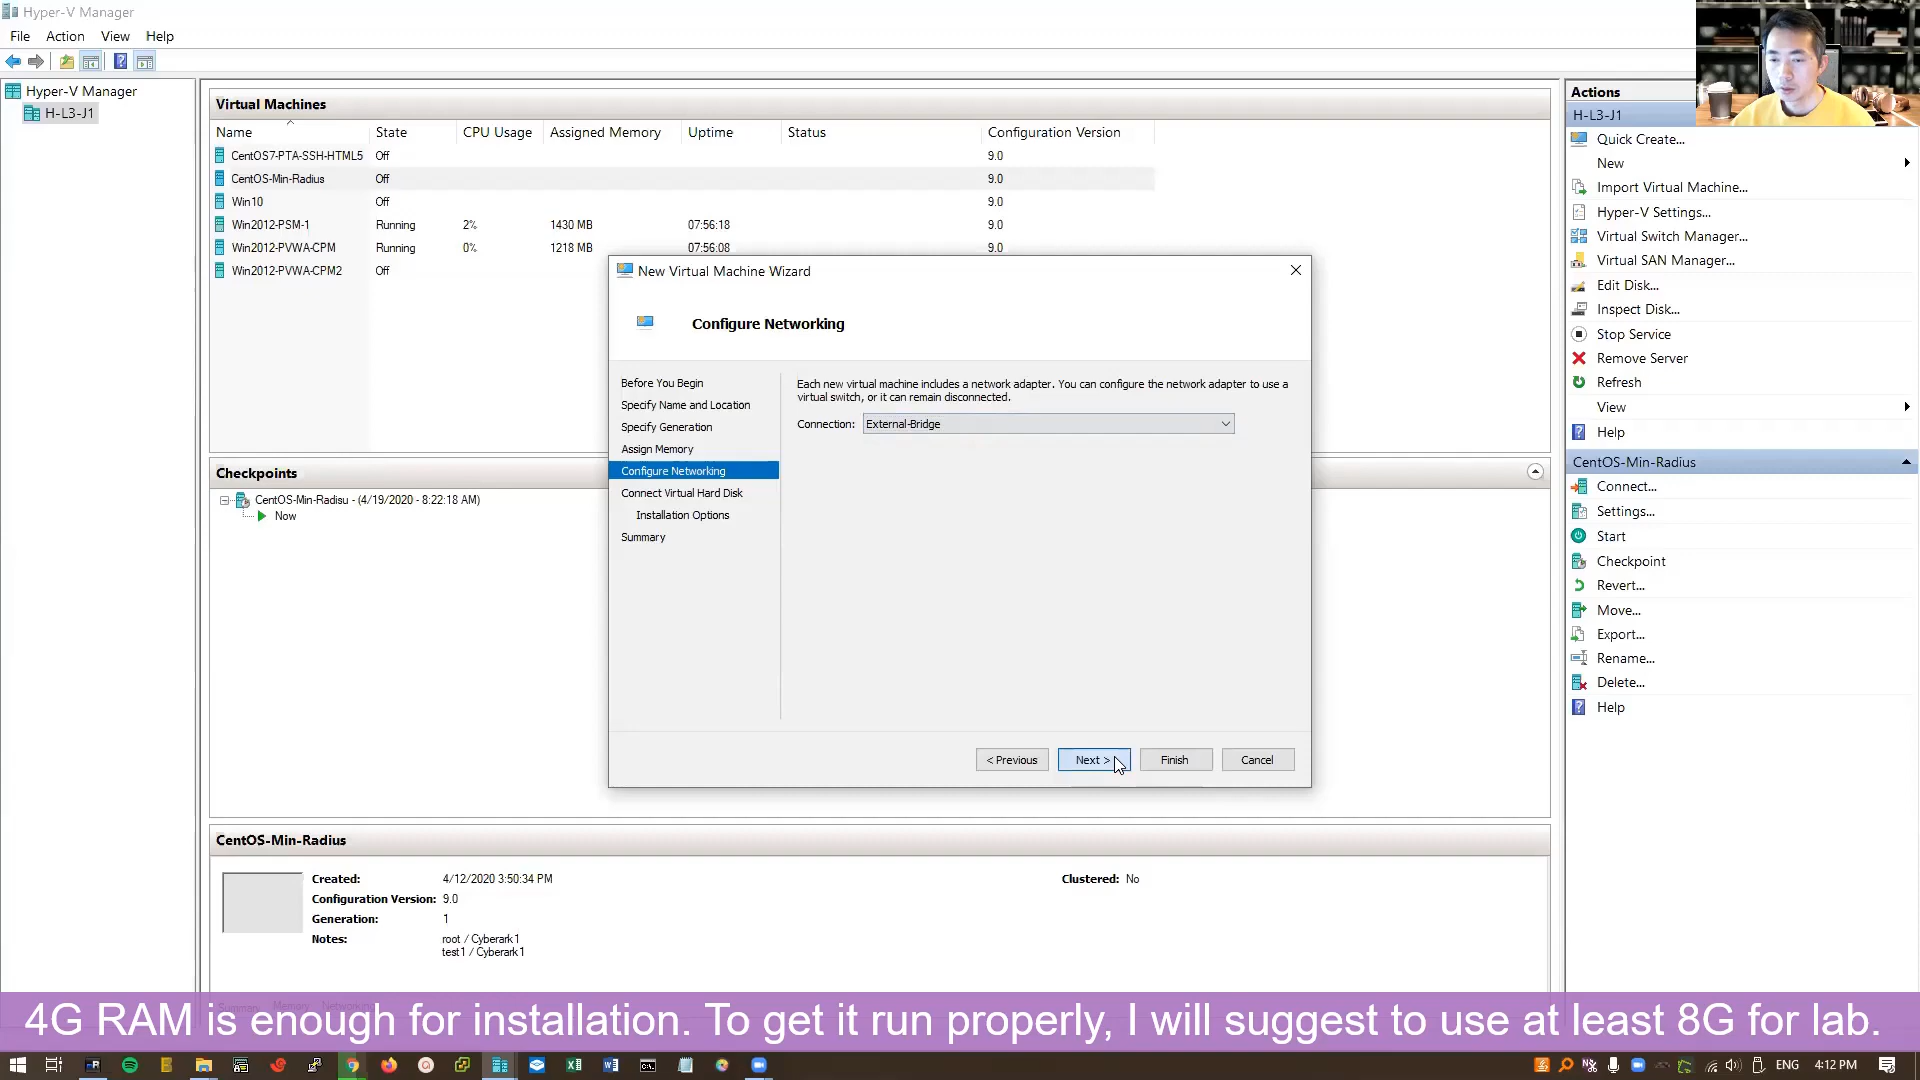 Hyper-V Manager
File Action View Help
Hyper-V Manager
H-L3-J1
Virtual Machines
Name State CPU Usage Assigned Memory Uptime Status Configuration Version
CentOS7-PTA-SSH-HTML5 Off 9.0
CentOS-Min-Radius Off 9.0
Win10 Off 9.0
Win2012-PSM-1 Running 2% 1430 MB 07:56:18 9.0
Win2012-PVWA-CPM Running 0% 1218 MB 07:56:08 9.0
Win2012-PVWA-CPM2 Off
Checkpoints
CentOS-Min-Radisu - (4/19/2020 - 8:22:18 AM)
Now
New Virtual Machine Wizard
Configure Networking
Before You Begin
Specify Name and Location
Specify Generation
Assign Memory
Configure Networking
Connect Virtual Hard Disk
Installation Options
Summary
Each new virtual machine includes a network adapter. You can configure the network adapter to use a
virtual switch, or it can remain disconnected.
Connection: External-Bridge
< Previous Next > Finish Cancel
CentOS-Min-Radius
Created: 4/12/2020 3:50:34 PM Clustered: No
Configuration Version: 9.0
Generation: 1
Notes: root / Cyberark1
test1 / Cyberark1
Summary Memory Networking
Actions
H-L3-J1
Quick Create...
New
Import Virtual Machine...
Hyper-V Settings...
Virtual Switch Manager...
Virtual SAN Manager...
Edit Disk...
Inspect Disk...
Stop Service
Remove Server
Refresh
View
Help
CentOS-Min-Radius
Connect...
Settings...
Start
Checkpoint
Revert...
Move...
Export...
Rename...
Delete...
Help
4G RAM is enough for installation. To get it run properly, I will suggest to use at least 8G for lab.
ENG 4:12 PM